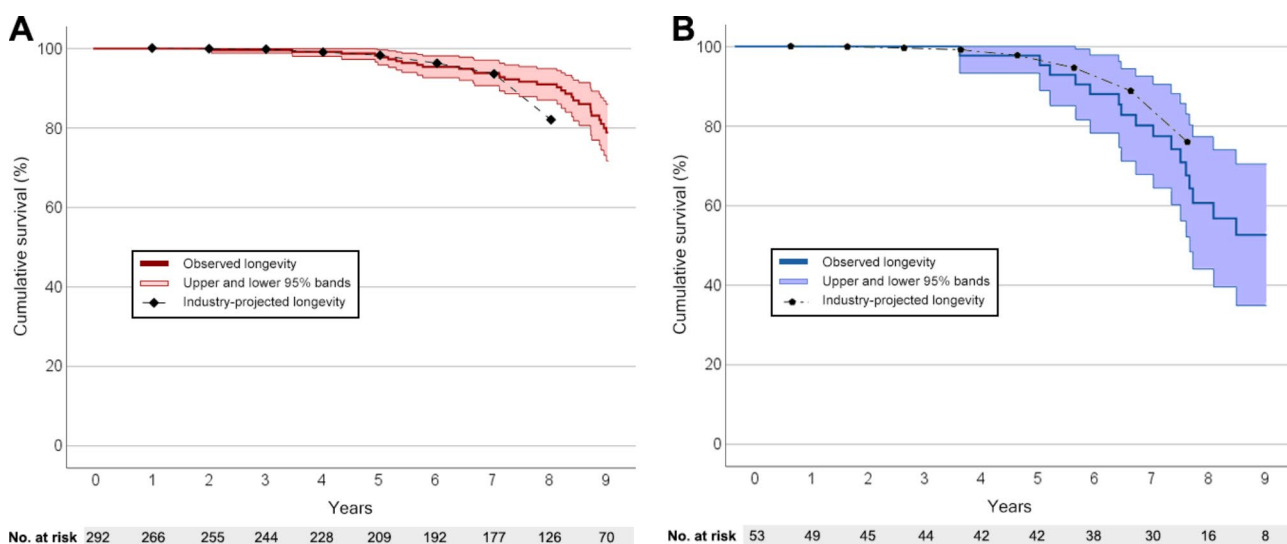 A
100
80
60
40
20
0
Cumulative survival (%)
Observed longevity
Upper and lower 95% bands
Industry-projected longevity
0 1 2 3 4 5 6 7 8 9
Years
No. at risk 292 266 255 244 228 209 192 177 126 70
B
100
80
60
40
20
0
Cumulative survival (%)
Observed longevity
Upper and lower 95% bands
Industry-projected longevity
0 1 2 3 4 5 6 7 8 9
Years
No. at risk 53 49 45 44 42 42 38 30 16 8